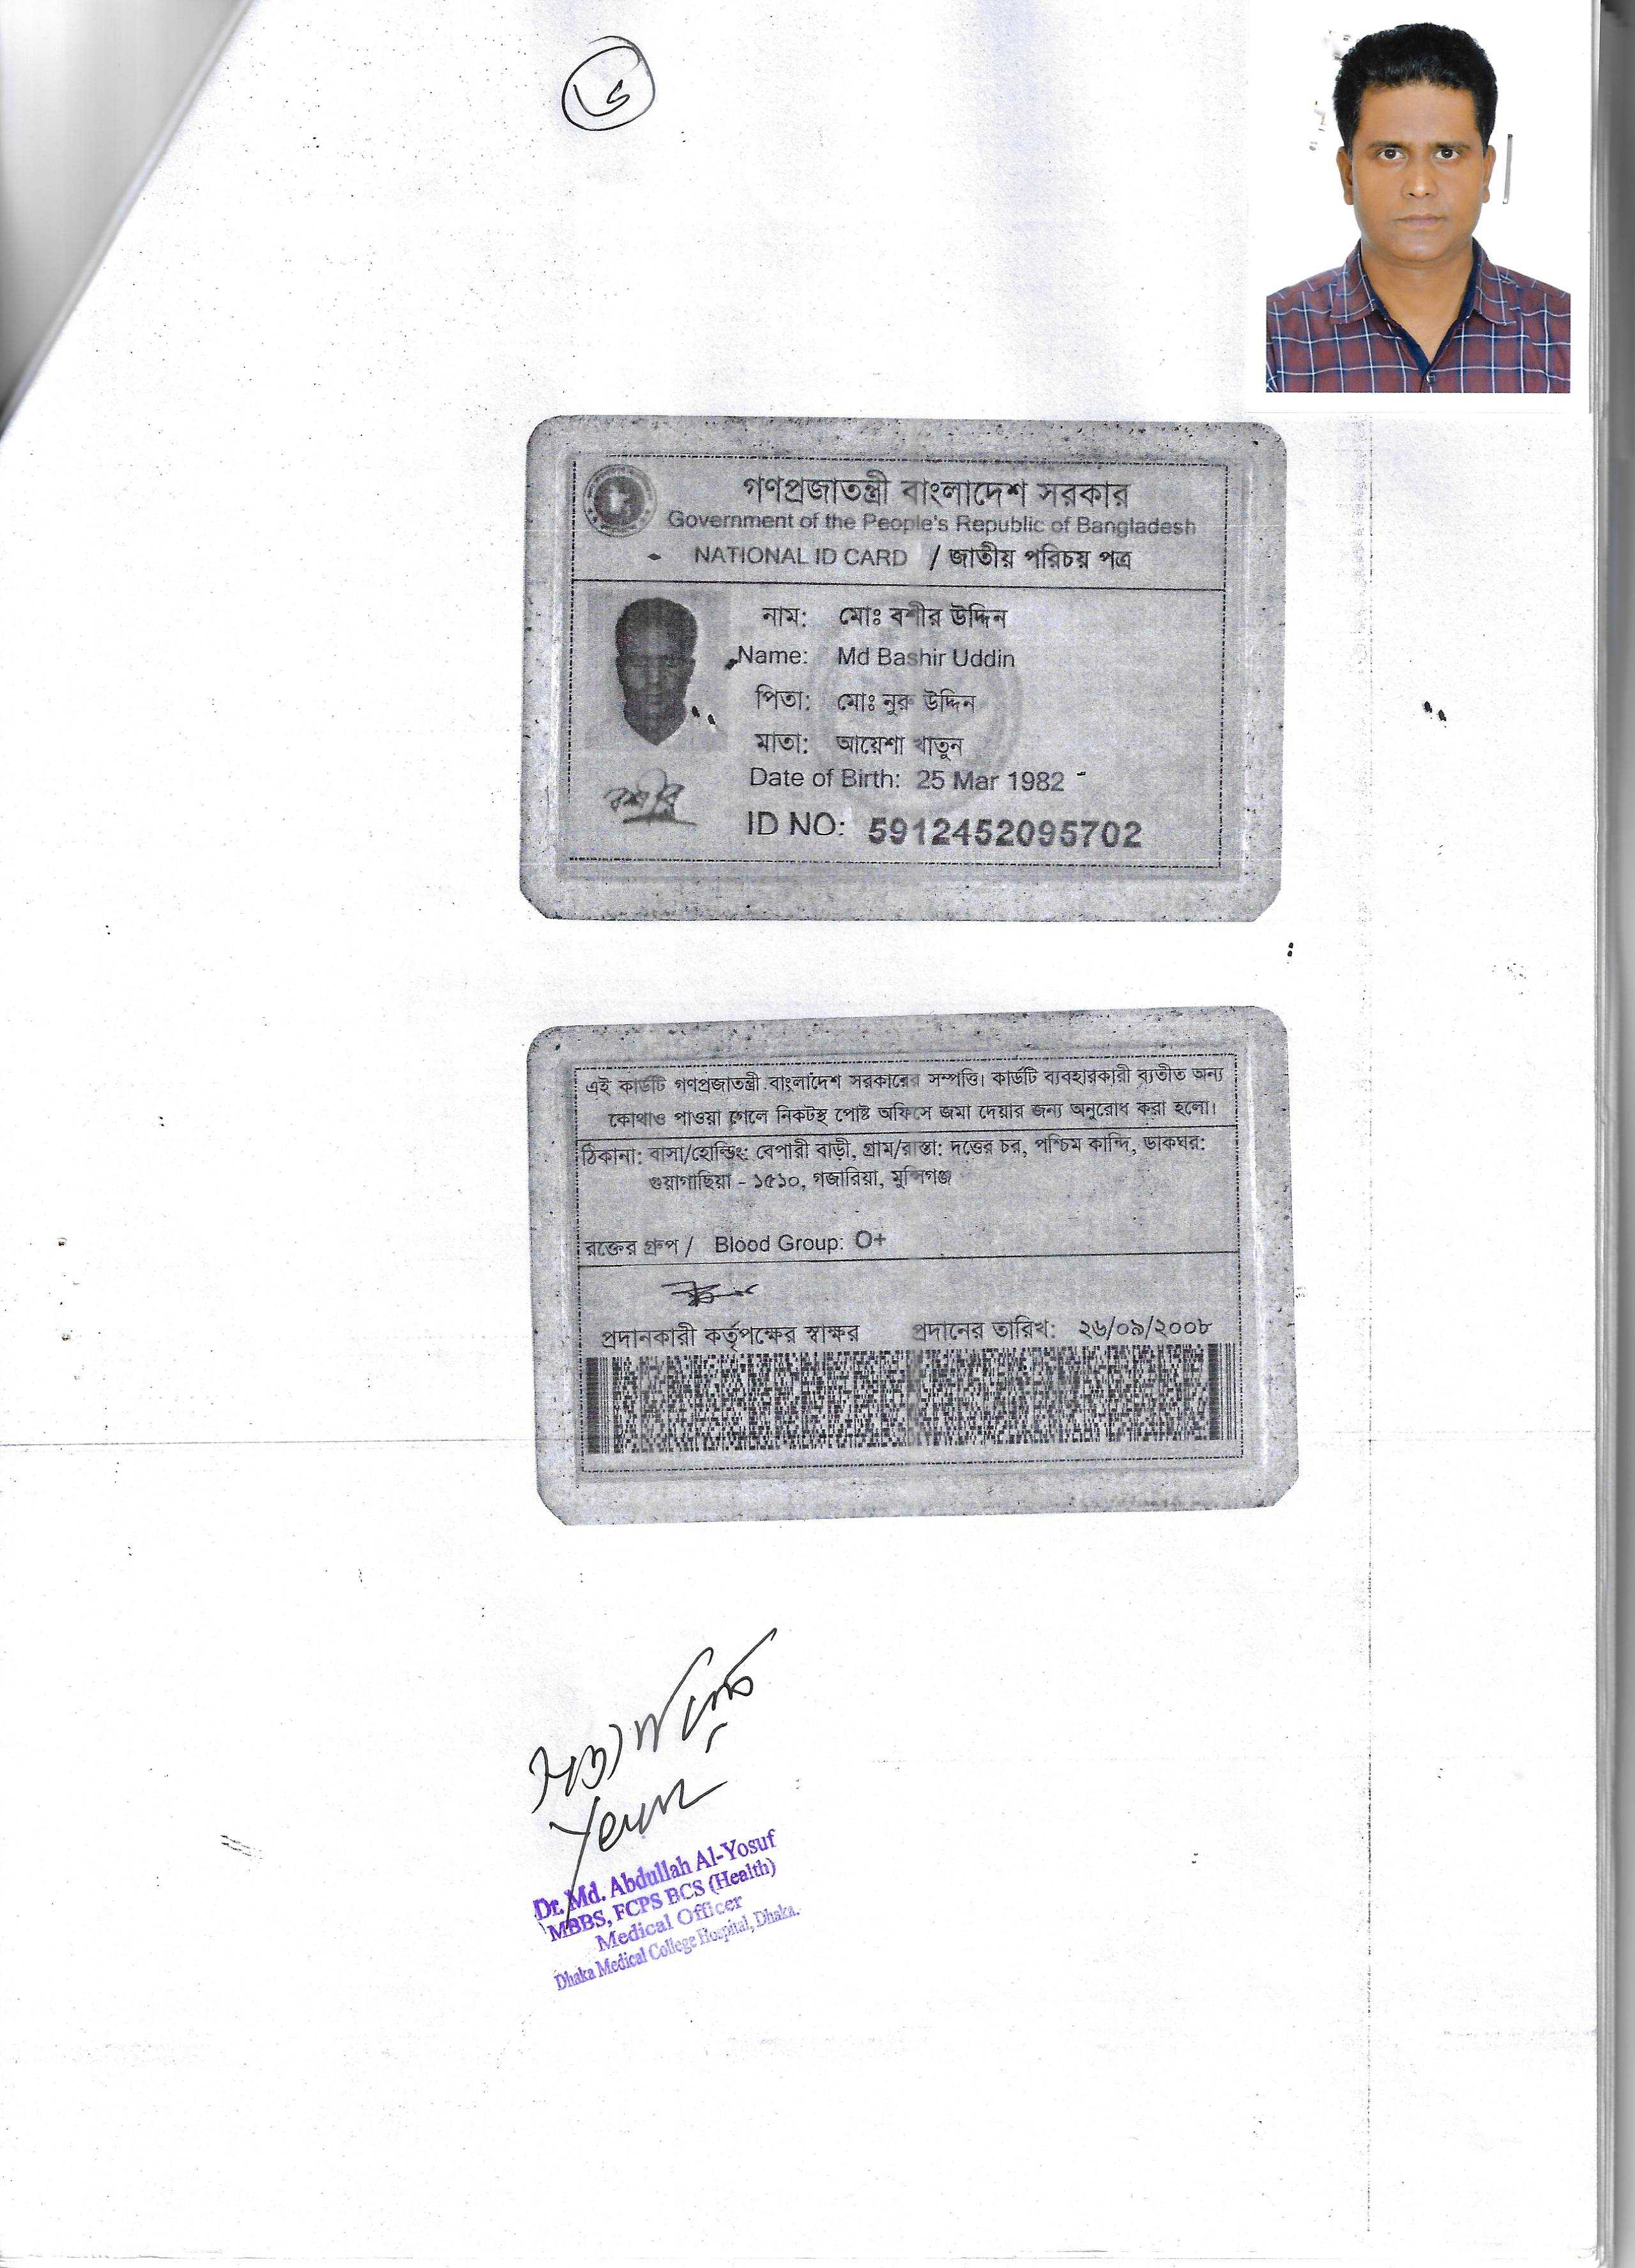 গণপ্রজাতন্ত্রী বাংলাদেশ সরকার
Government of the People's Republic of Bangladesh
NATIONAL ID CARD / জাতীয় পরিচয় পত্র
নাম: মোঃ বশীর উদ্দিন
Name: Md Bashir Uddin
পিতা: মোঃ নুরু উদ্দিন
মাতা: আয়েশা খাতুন
Date of Birth: 25 Mar 1982
বশীর
ID NO: 5912452095702
এই কার্ডটি গণপ্রজাতন্ত্রী বাংলাদেশ সরকারের সম্পত্তি। কার্ডটি ব্যবহারকারী ব্যতীত অন্য
কোথাও পাওয়া গেলে নিকটস্থ পোষ্ট অফিসে জমা দেয়ার জন্য অনুরোধ করা হলো।
ঠিকানা: বাসা/হোল্ডিং: বেপারী বাড়ী, গ্রাম/রাস্তা: দত্তের চর, পশ্চিম কান্দি, ডাকঘর:
গুয়াগাছিয়া - ১৫১০, গজারিয়া, মুন্সিগঞ্জ
রক্তের গ্রুপ / Blood Group: O+
প্রদানকারী কর্তৃপক্ষের স্বাক্ষর প্রদানের তারিখ: ২৬/০৯/২০০৮
Dr. Md. Abdullah Al-Yosuf
MBBS, FCPS BCS (Health)
Medical Officer
Dhaka Medical College Hospital, Dhaka.